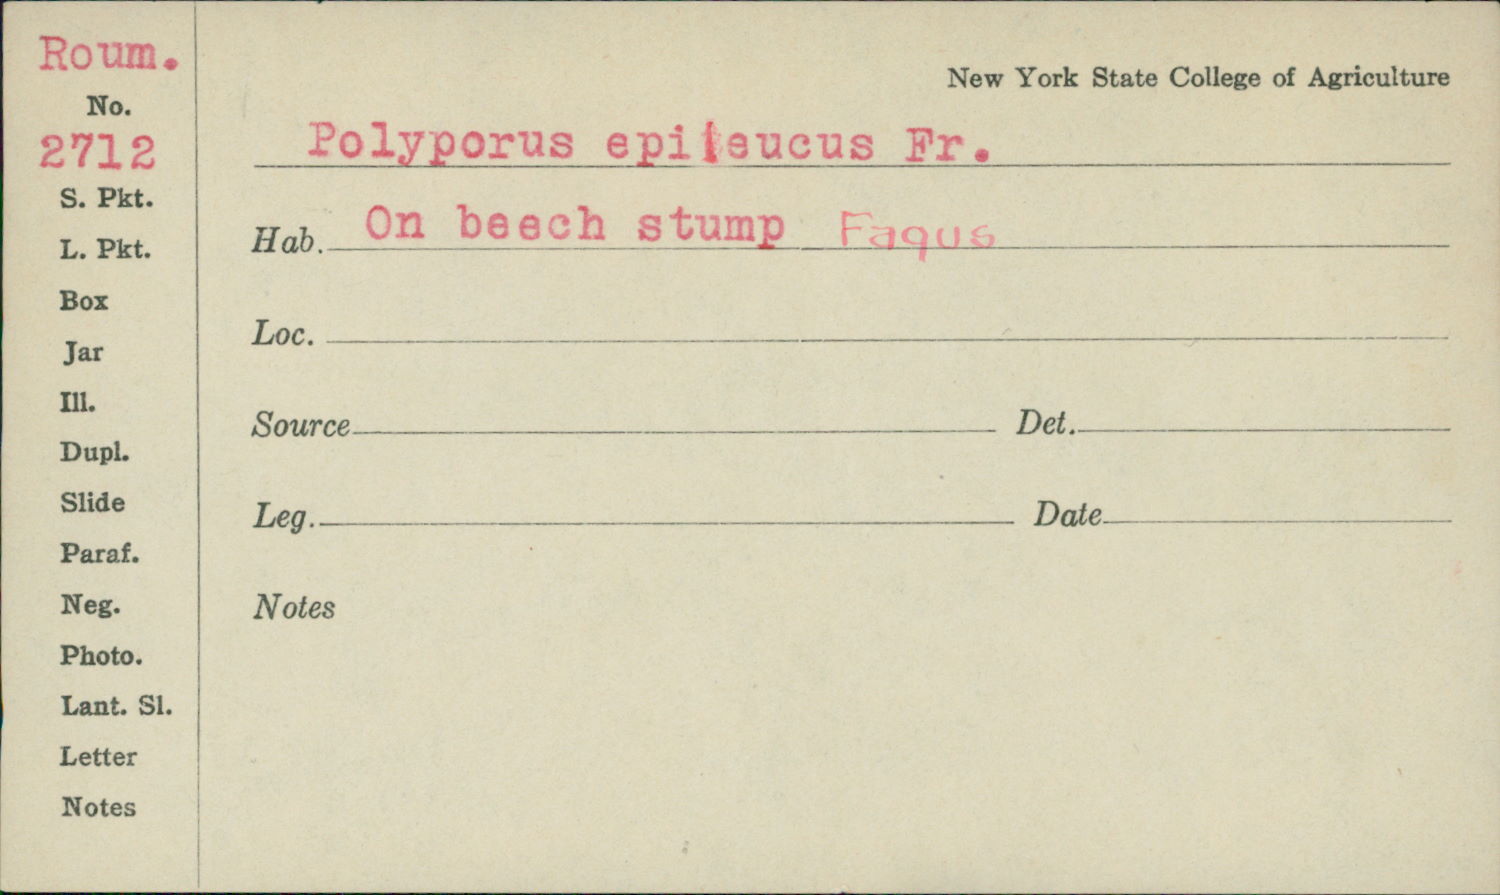 Roum.
No.
2712
S. Pkt.
L. Pkt.
Box
Jar
Ill.
Dupl.
Slide
Paraf.
Neg.
Photo.
Lant. Sl.
Letter
Notes
New York State College of Agriculture
Polyporus epileucus Fr.
Hab. On beech stump Fagus
Loc.
Source Det.
Leg. Date
Notes